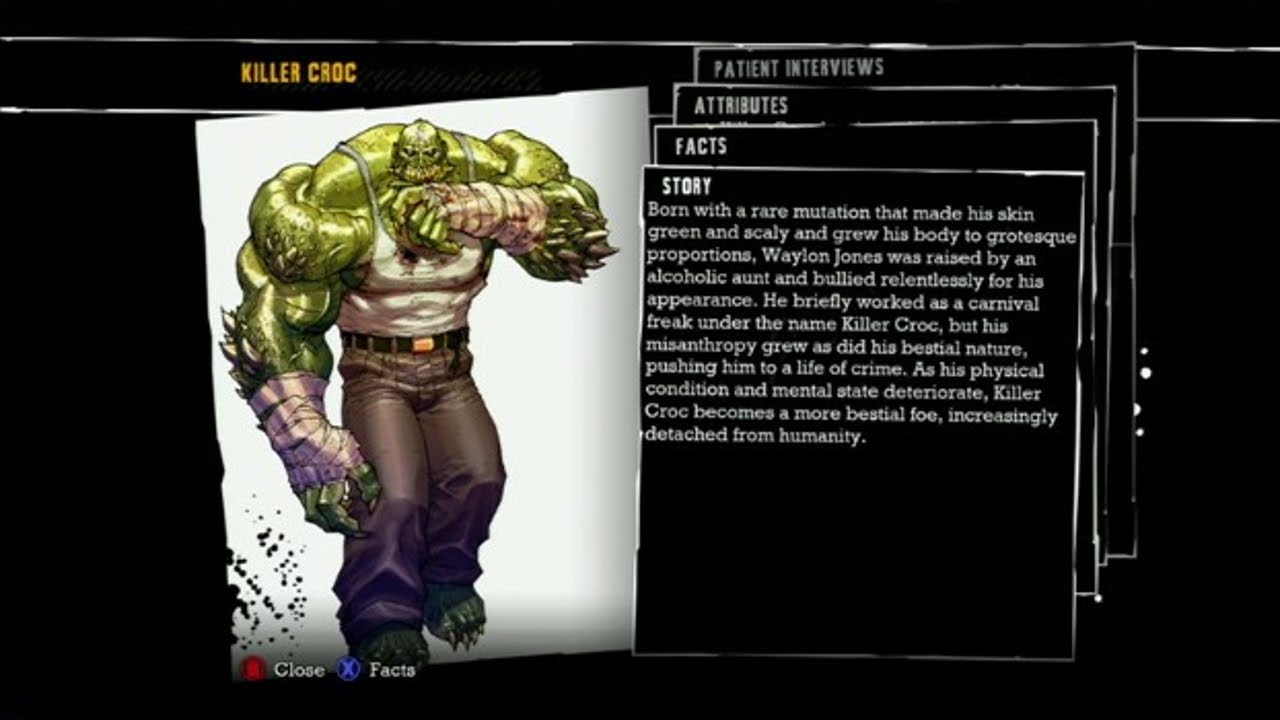 KILLER CROC
PATIENT INTERVIEWS
ATTRIBUTES
FACTS
STORY
Born with a rare mutation that made his skin
green and scaly and grew his body to grotesque
proportions, Waylon Jones was raised by an
alcoholic aunt and bullied relentlessly for his
appearance. He briefly worked as a carnival
freak under the name Killer Croc, but his
misanthropy grew as did his bestial nature,
pushing him to a life of crime. As his physical
condition and mental state deteriorate, Killer
Croc becomes a more bestial foe, increasingly
detached from humanity.
Close X Facts